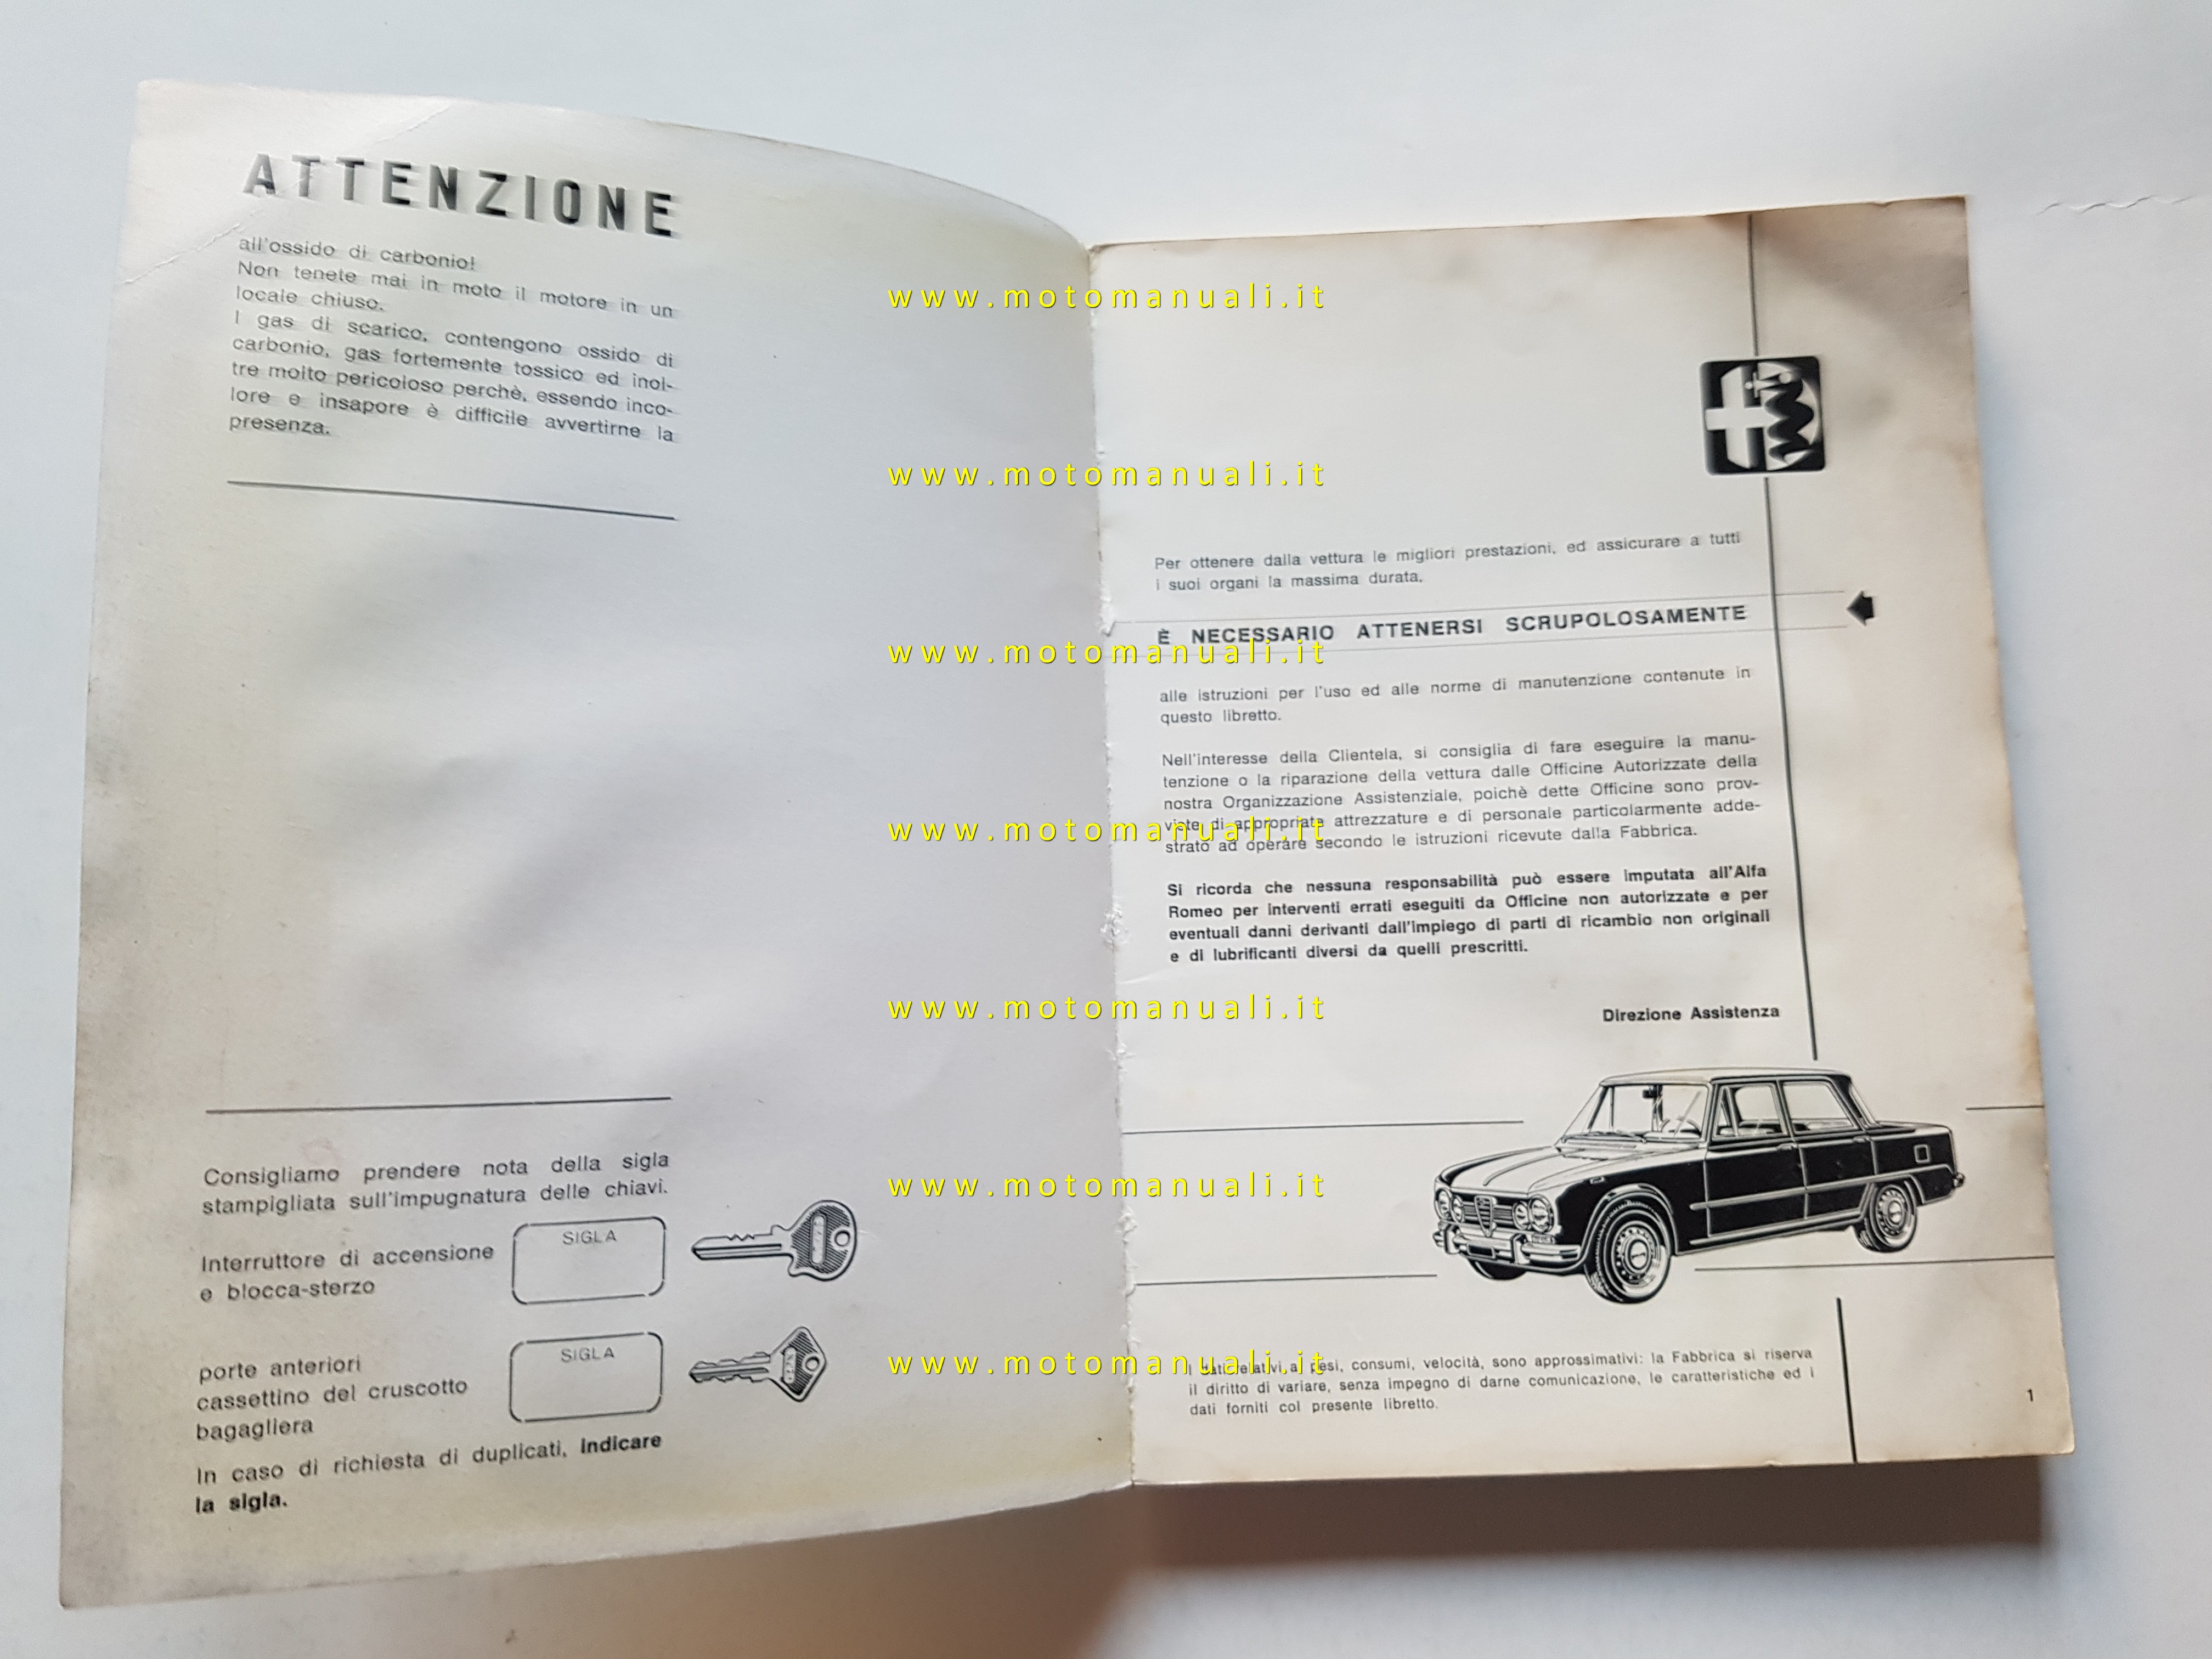 ATTENZIONE
all'ossido di carbonio!
Non tenete mai in moto il motore in un
locale chiuso.
I gas di scarico, contengono ossido di
carbonio, gas fortemente tossico ed inol-
tre molto pericoloso perchè, essendo inco-
lore e insapore è difficile avvertirne la
presenza.
Consigliamo prendere nota della sigla
stampigliata sull'impugnatura delle chiavi.
Interruttore di accensione
e blocca-sterzo
SIGLA
porte anteriori
cassettino del cruscotto
bagagliera
SIGLA
In caso di richiesta di duplicati, indicare
la sigla.
Per ottenere dalla vettura le migliori prestazioni, ed assicurare a tutti
i suoi organi la massima durata,
È NECESSARIO ATTENERSI SCRUPOLOSAMENTE
alle istruzioni per l'uso ed alle norme di manutenzione contenute in
questo libretto.
Nell'interesse della Clientela, si consiglia di fare eseguire la manu-
tenzione o la riparazione della vettura dalle Officine Autorizzate della
nostra Organizzazione Assistenziale, poichè dette Officine sono prov-
viste di appropriate attrezzature e di personale particolarmente adde-
strato ad operare secondo le istruzioni ricevute dalla Fabbrica.
Si ricorda che nessuna responsabilità può essere imputata all'Alfa
Romeo per interventi errati eseguiti da Officine non autorizzate e per
eventuali danni derivanti dall'impiego di parti di ricambio non originali
e di lubrificanti diversi da quelli prescritti.
Direzione Assistenza
I dati relativi a pesi, consumi, velocità, sono approssimativi: la Fabbrica si riserva
il diritto di variare, senza impegno di darne comunicazione, le caratteristiche ed i
dati forniti col presente libretto.
1
www.motomanuali.it
www.motomanuali.it
www.motomanuali.it
www.motomanuali.it
www.motomanuali.it
www.motomanuali.it
www.motomanuali.it